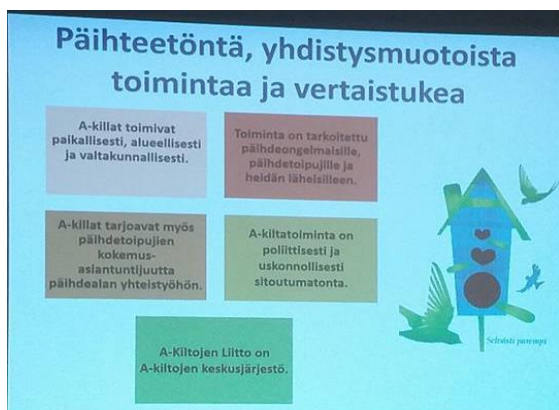 Päihteetöntä, yhdistysmuotoista
toimintaa ja vertaistukea
A-killat toimivat
paikallisesti, alueellisesti
ja valtakunnallisesti.
Toiminta on tarkoitettu
päihdeongelmaisille,
päihdetoipujille ja
heidän läheisilleen.
A-killat tarjoavat myös
päihdetoipujien
kokemus-
asiantuntijuutta
päihdealan yhteistyöhön.
A-kiltatoiminta on
poliittisesti ja
uskonnollisesti
sitoutumatonta.
A-Kiltojen Liitto on
A-kiltojen keskusjärjestö.
Selvästi parempi